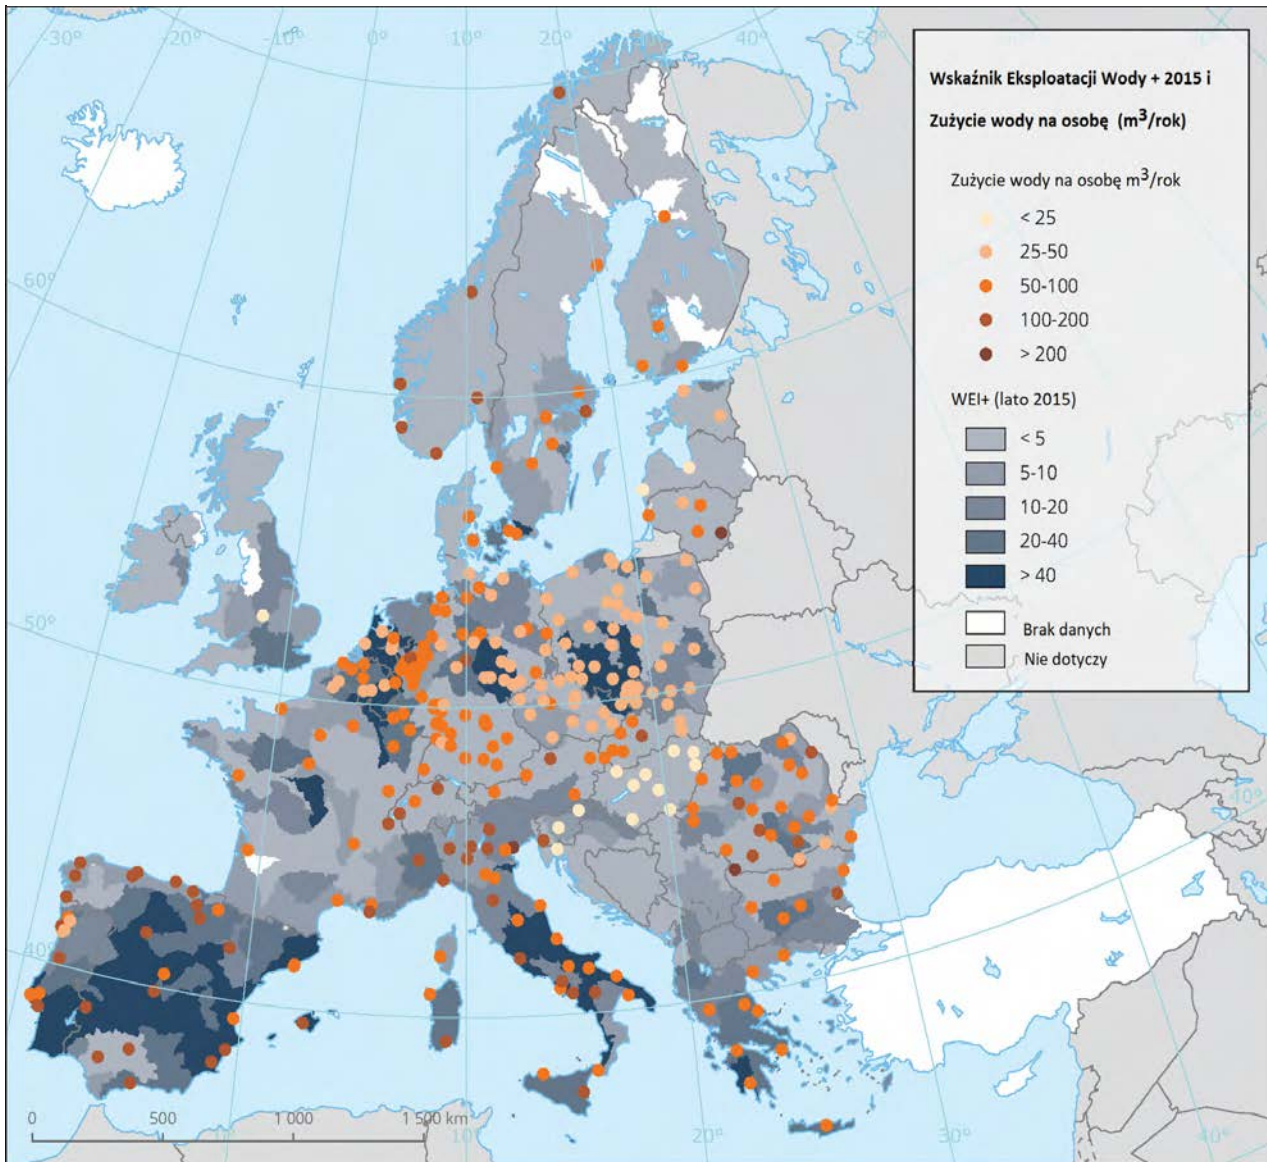 -30° -20° -10° 0° 10° 20° 30° 40° 50°
Wskaźnik Eksploatacji Wody + 2015 i
Zużycie wody na osobę (m³/rok)
Zużycie wody na osobę m³/rok
< 25
25-50
50-100
100-200
> 200
WEI+ (lato 2015)
< 5
5-10
10-20
20-40
> 40
Brak danych
Nie dotyczy
60°
50°
40°
40°
0 500 1 000 1 500 km
0° 10° 20° 30° 40°